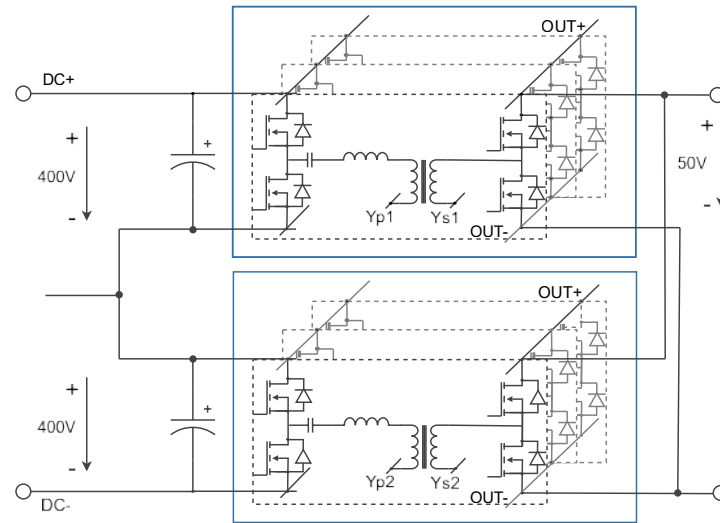 OUT+
DC+
+
+
+
400V
50V
-
-
Yp1
Ys1
OUT-
OUT+
+
+
400V
-
Yp2
Ys2
OUT-
DC-